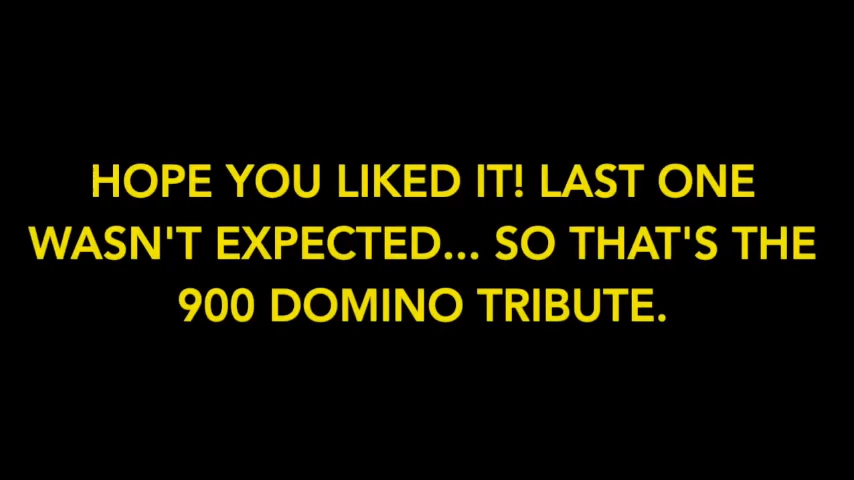 HOPE YOU LIKED IT! LAST ONE
WASN'T EXPECTED... SO THAT'S THE
900 DOMINO TRIBUTE.